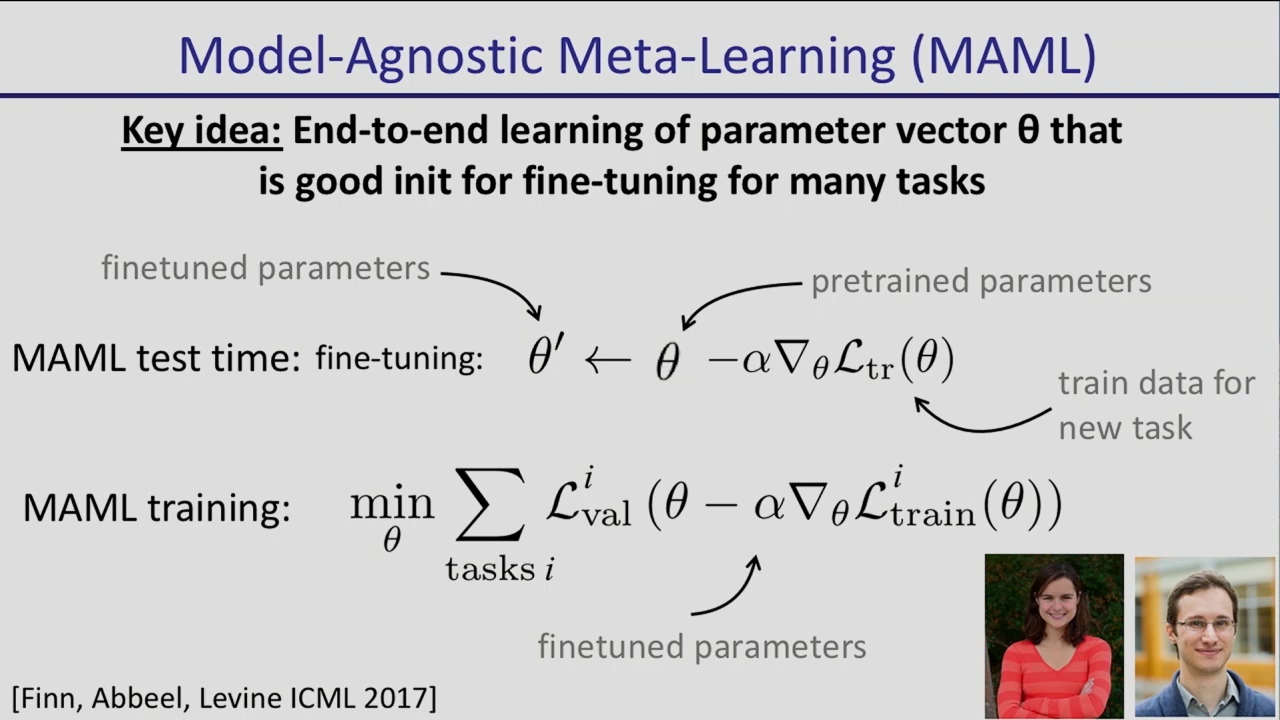 Model-Agnostic Meta-Learning (MAML)
Key idea: End-to-end learning of parameter vector θ that
is good init for fine-tuning for many tasks
finetuned parameters
pretrained parameters
MAML test time: fine-tuning: θ′ ← θ −α∇θℒtr(θ)
train data for
new task
MAML training: min θ ∑ tasks i ℒ^i_val (θ − α∇θℒ^i_train(θ))
finetuned parameters
[Finn, Abbeel, Levine ICML 2017]